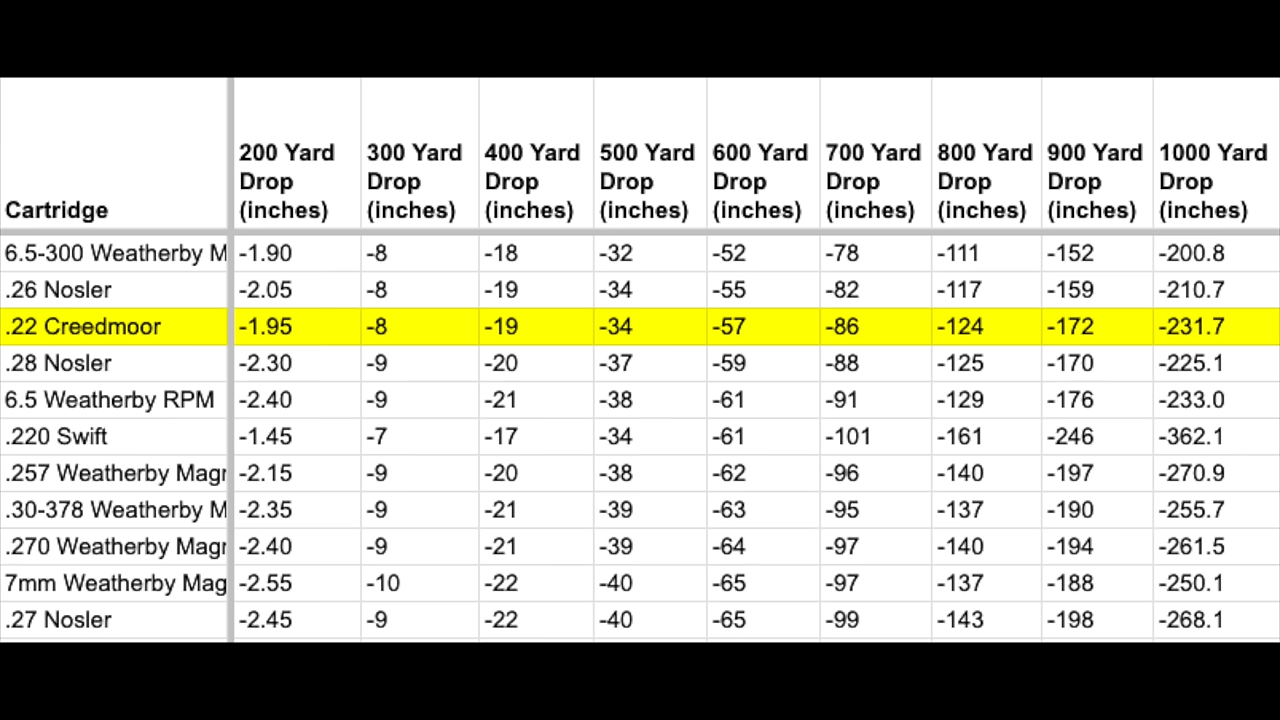 Cartridge 200 Yard Drop (inches) 300 Yard Drop (inches) 400 Yard Drop (inches) 500 Yard Drop (inches) 600 Yard Drop (inches) 700 Yard Drop (inches) 800 Yard Drop (inches) 900 Yard Drop (inches) 1000 Yard Drop (inches)
6.5-300 Weatherby M -1.90 -8 -18 -32 -52 -78 -111 -152 -200.8
.26 Nosler -2.05 -8 -19 -34 -55 -82 -117 -159 -210.7
.22 Creedmoor -1.95 -8 -19 -34 -57 -86 -124 -172 -231.7
.28 Nosler -2.30 -9 -20 -37 -59 -88 -125 -170 -225.1
6.5 Weatherby RPM -2.40 -9 -21 -38 -61 -91 -129 -176 -233.0
.220 Swift -1.45 -7 -17 -34 -61 -101 -161 -246 -362.1
.257 Weatherby Magr -2.15 -9 -20 -38 -62 -96 -140 -197 -270.9
.30-378 Weatherby M -2.35 -9 -21 -39 -63 -95 -137 -190 -255.7
.270 Weatherby Magr -2.40 -9 -21 -39 -64 -97 -140 -194 -261.5
7mm Weatherby Mag -2.55 -10 -22 -40 -65 -97 -137 -188 -250.1
.27 Nosler -2.45 -9 -22 -40 -65 -99 -143 -198 -268.1